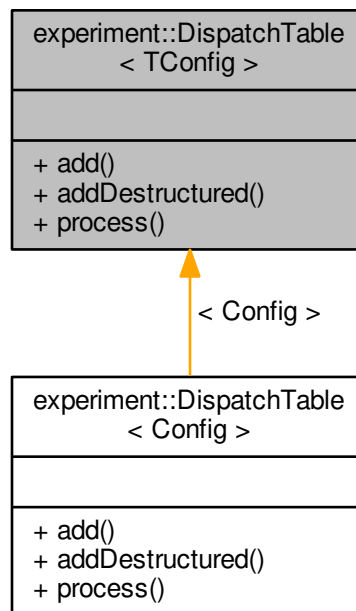 experiment::DispatchTable
< TConfig >
+ add()
+ addDestructured()
+ process()
< Config >
experiment::DispatchTable
< Config >
+ add()
+ addDestructured()
+ process()